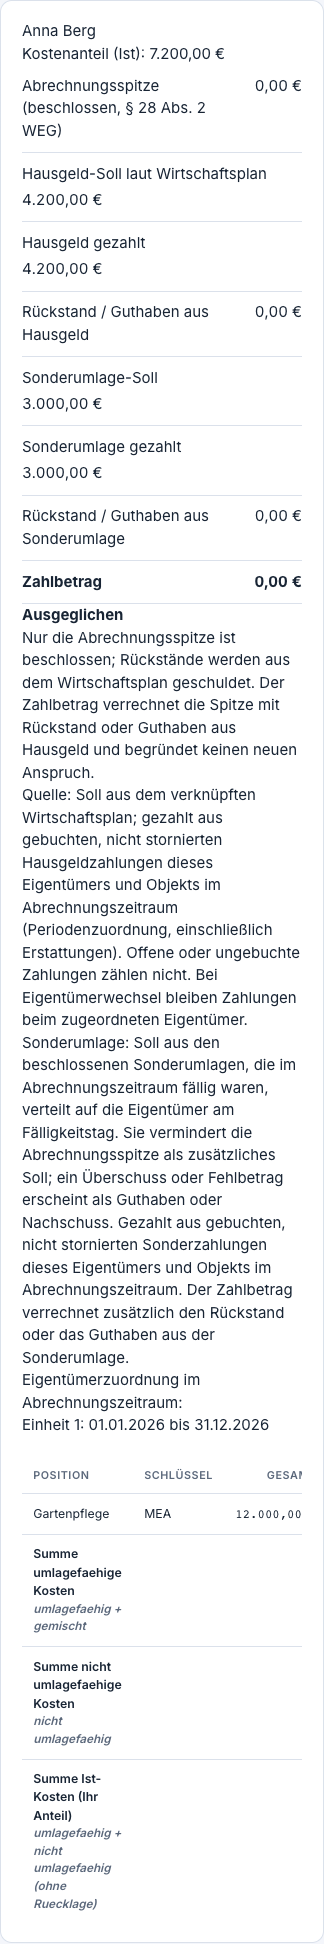 Anna Berg
Kostenanteil (Ist): 7.200,00 €
Abrechnungsspitze 0,00 €
(beschlossen, § 28 Abs. 2
WEG)
Hausgeld-Soll laut Wirtschaftsplan
4.200,00 €
Hausgeld gezahlt
4.200,00 €
Rückstand / Guthaben aus 0,00 €
Hausgeld
Sonderumlage-Soll
3.000,00 €
Sonderumlage gezahlt
3.000,00 €
Rückstand / Guthaben aus 0,00 €
Sonderumlage
Zahlbetrag 0,00 €
Ausgeglichen
Nur die Abrechnungsspitze ist
beschlossen; Rückstände werden aus
dem Wirtschaftsplan geschuldet. Der
Zahlbetrag verrechnet die Spitze mit
Rückstand oder Guthaben aus
Hausgeld und begründet keinen neuen
Anspruch.
Quelle: Soll aus dem verknüpften
Wirtschaftsplan; gezahlt aus
gebuchten, nicht stornierten
Hausgeldzahlungen dieses
Eigentümers und Objekts im
Abrechnungszeitraum
(Periodenzuordnung, einschließlich
Erstattungen). Offene oder ungebuchte
Zahlungen zählen nicht. Bei
Eigentümerwechsel bleiben Zahlungen
beim zugeordneten Eigentümer.
Sonderumlage: Soll aus den
beschlossenen Sonderumlagen, die im
Abrechnungszeitraum fällig waren,
verteilt auf die Eigentümer am
Fälligkeitstag. Sie vermindert die
Abrechnungsspitze als zusätzliches
Soll; ein Überschuss oder Fehlbetrag
erscheint als Guthaben oder
Nachschuss. Gezahlt aus gebuchten,
nicht stornierten Sonderzahlungen
dieses Eigentümers und Objekts im
Abrechnungszeitraum. Der Zahlbetrag
verrechnet zusätzlich den Rückstand
oder das Guthaben aus der
Sonderumlage.
Eigentümerzuordnung im
Abrechnungszeitraum:
Einheit 1: 01.01.2026 bis 31.12.2026
POSITION SCHLÜSSEL GESAM
Gartenpflege MEA 12.000,00
Summe
umlagefaehige
Kosten
umlagefaehig +
gemischt
Summe nicht
umlagefaehige
Kosten
nicht
umlagefaehig
Summe Ist-
Kosten (Ihr
Anteil)
umlagefaehig +
nicht
umlagefaehig
(ohne
Ruecklage)